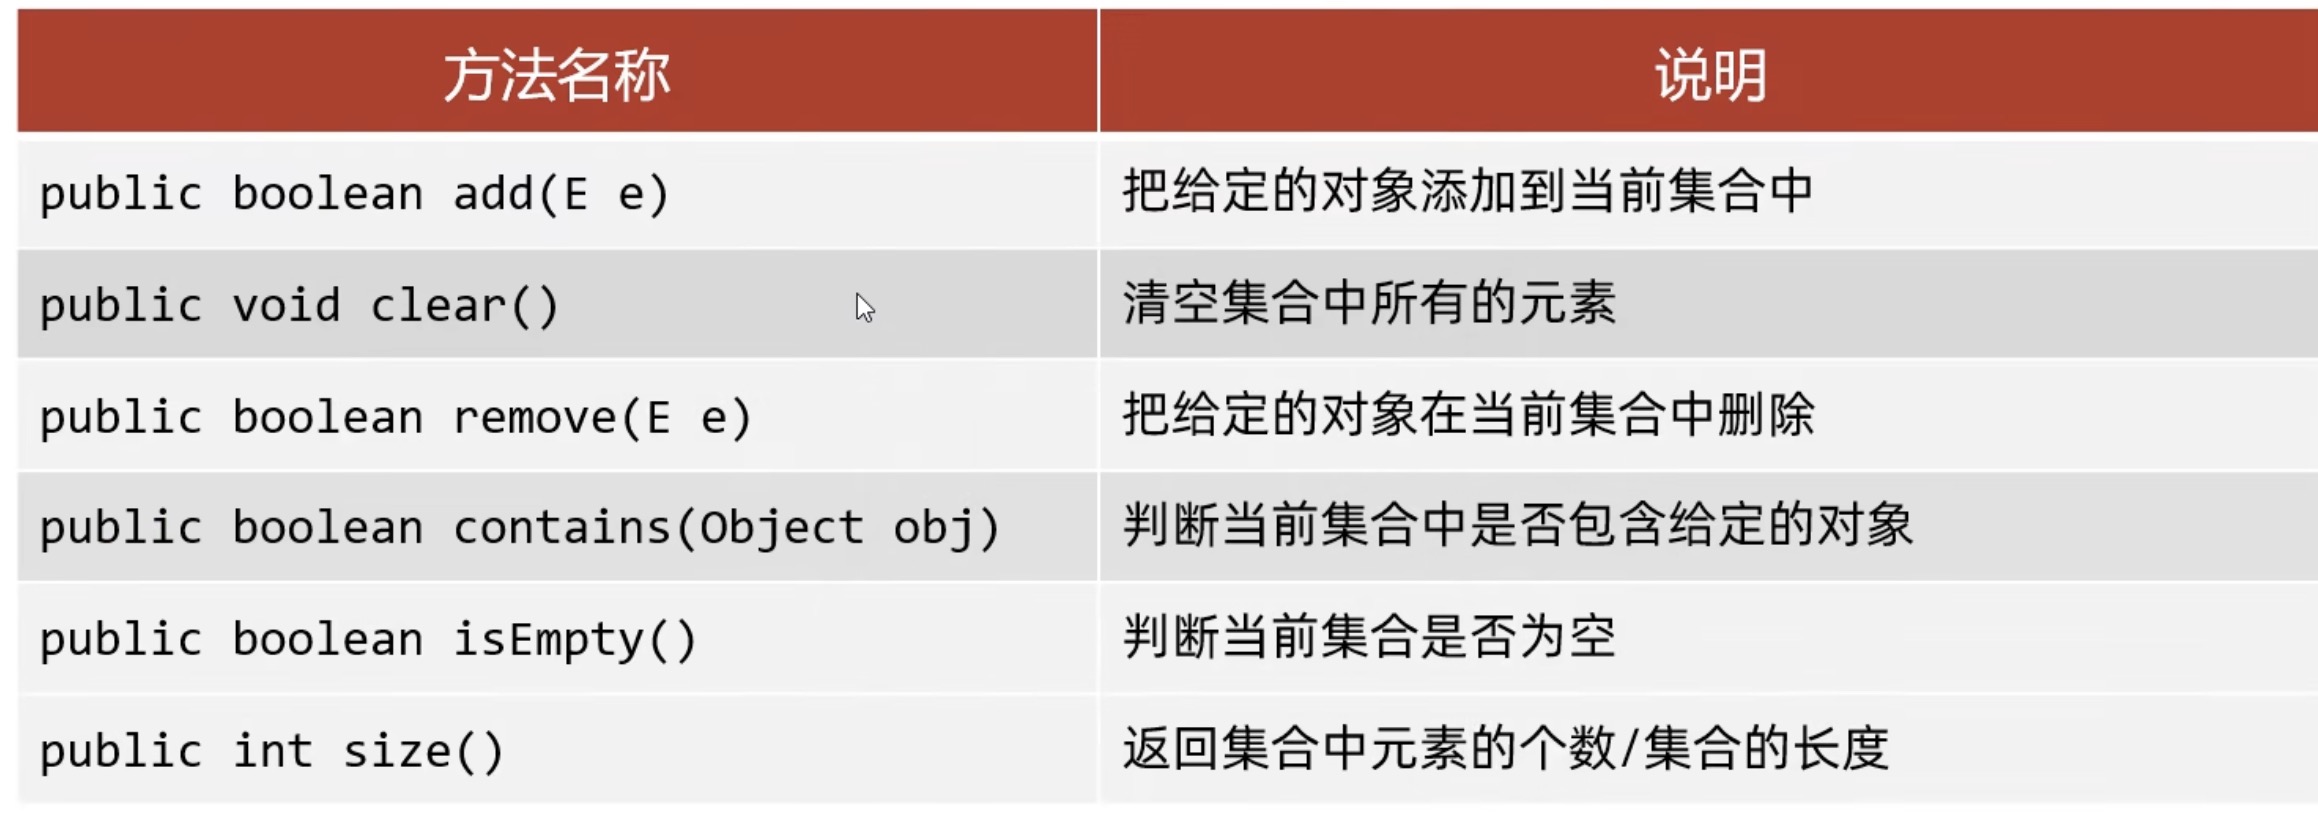 方法名称 说明
public boolean add(E e) 把给定的对象添加到当前集合中
public void clear() 清空集合中所有的元素
public boolean remove(E e) 把给定的对象在当前集合中删除
public boolean contains(Object obj) 判断当前集合中是否包含给定的对象
public boolean isEmpty() 判断当前集合是否为空
public int size() 返回集合中元素的个数/集合的长度